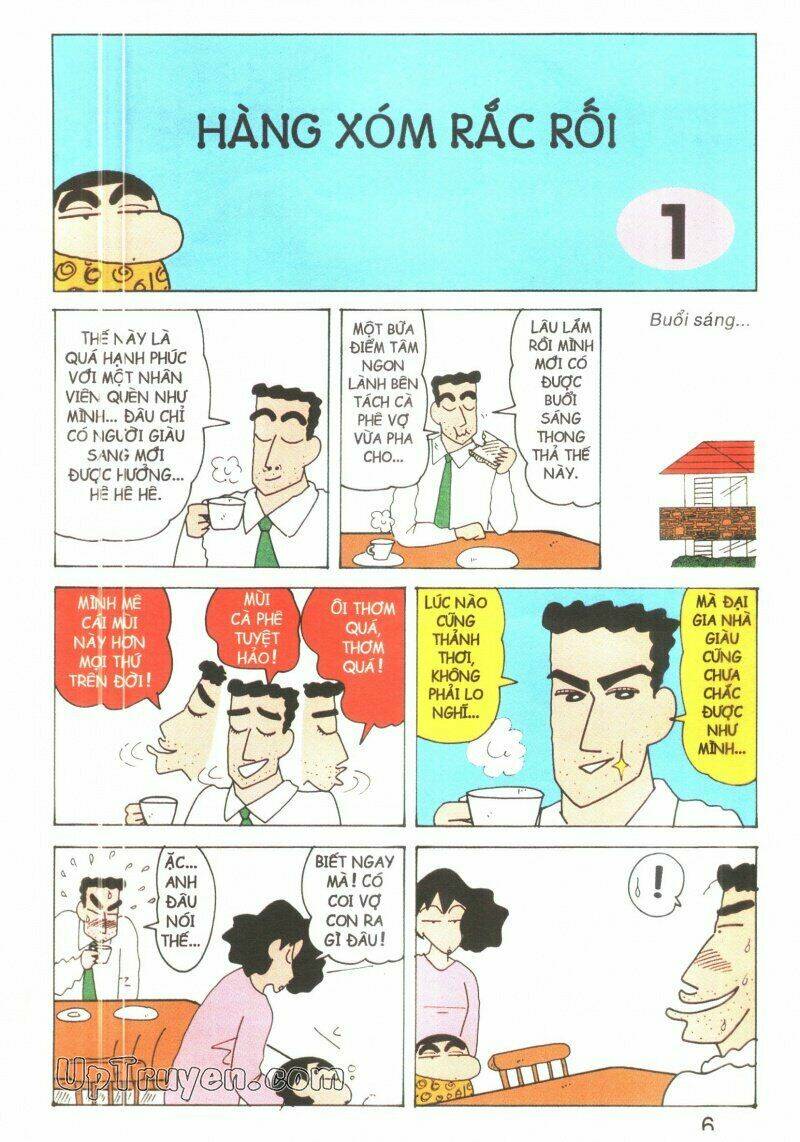 HÀNG XÓM RẮC RỐI
1
Buổi sáng...
LÂU LẮM
RỒI MÌNH
MỚI CÓ
ĐƯỢC
BUỔI
SÁNG
THONG
THẢ THẾ
NÀY.
MỘT BỮA
ĐIỂM TÂM
NGON
LÀNH BÊN
TÁCH CÀ
PHÊ VỢ
VỪA PHA
CHO...
THẾ NÀY LÀ
QUÁ HẠNH PHÚC
VỚI MỘT NHÂN
VIÊN QUÈN NHƯ
MÌNH... ĐÂU CHỈ
CÓ NGƯỜI GIÀU
SANG MỚI
ĐƯỢC HƯỞNG...
HÊ HÊ HÊ.
MÀ ĐẠI
GIA NHÀ
GIÀU
CŨNG
CHƯA
CHẮC
ĐƯỢC
NHƯ
MÌNH...
LÚC NÀO
CŨNG
THẢNH
THƠI,
KHÔNG
PHẢI LO
NGHĨ...
ÔI THƠM
QUÁ,
THƠM
QUÁ!
MÙI
CÀ PHÊ
TUYỆT
HẢO!
MÌNH MÊ
CÁI MÙI
NÀY HƠN
MỌI THỨ
TRÊN ĐỜI!
!
BIẾT NGAY
MÀ! CÓ
COI VỢ
CON RA
GÌ ĐÂU!
ẶC...
ANH
ĐÂU
NÓI
THẾ...
UpTruyen.com
6